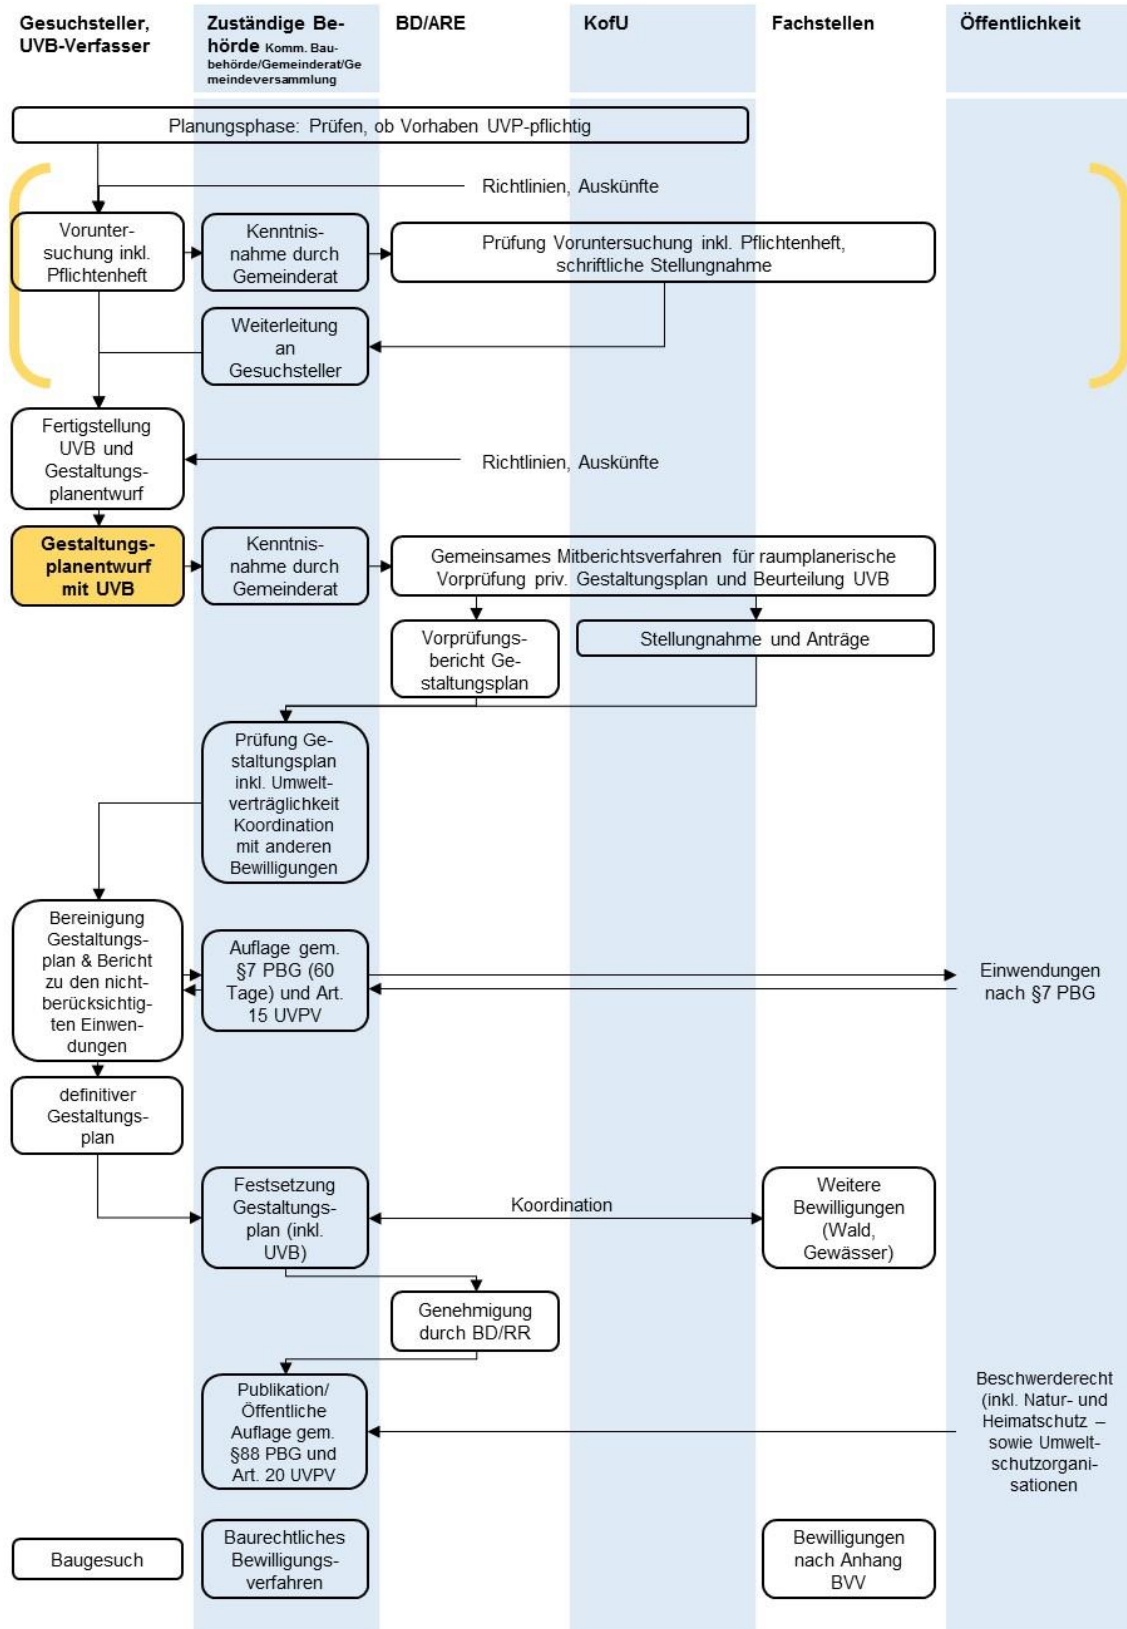 Gesuchsteller,
UVB-Verfasser
Zuständige Be-
hörde Komm. Bau-
behörde/Gemeinderat/Ge
meindeversammlung
BD/ARE
KofU
Fachstellen
Öffentlichkeit
Planungsphase: Prüfen, ob Vorhaben UVP-pflichtig
Richtlinien, Auskünfte
Vorunter-
suchung inkl.
Pflichtenheft
Kenntnis-
nahme durch
Gemeinderat
Prüfung Voruntersuchung inkl. Pflichtenheft,
schriftliche Stellungnahme
Weiterleitung
an
Gesuchsteller
Fertigstellung
UVB und
Gestaltungs-
planentwurf
Richtlinien, Auskünfte
Gestaltungs-
planentwurf
mit UVB
Kenntnis-
nahme durch
Gemeinderat
Gemeinsames Mitberichtsverfahren für raumplanerische
Vorprüfung priv. Gestaltungsplan und Beurteilung UVB
Vorprüfungs-
bericht Ge-
staltungsplan
Stellungnahme und Anträge
Prüfung Ge-
staltungsplan
inkl. Umwelt-
verträglichkeit
Koordination
mit anderen
Bewilligungen
Bereinigung
Gestaltungs-
plan & Bericht
zu den nicht-
berücksichtig-
ten Einwen-
dungen
Auflage gem.
§7 PBG (60
Tage) und Art.
15 UVPV
Einwendungen
nach §7 PBG
definitiver
Gestaltungs-
plan
Festsetzung
Gestaltungs-
plan (inkl.
UVB)
Koordination
Weitere
Bewilligungen
(Wald,
Gewässer)
Genehmigung
durch BD/RR
Publikation/
Öffentliche
Auflage gem.
§88 PBG und
Art. 20 UVPV
Beschwerderecht
(inkl. Natur- und
Heimatschutz –
sowie Umwelt-
schutzorgani-
sationen
Baugesuch
Baurechtliches
Bewilligungs-
verfahren
Bewilligungen
nach Anhang
BVV